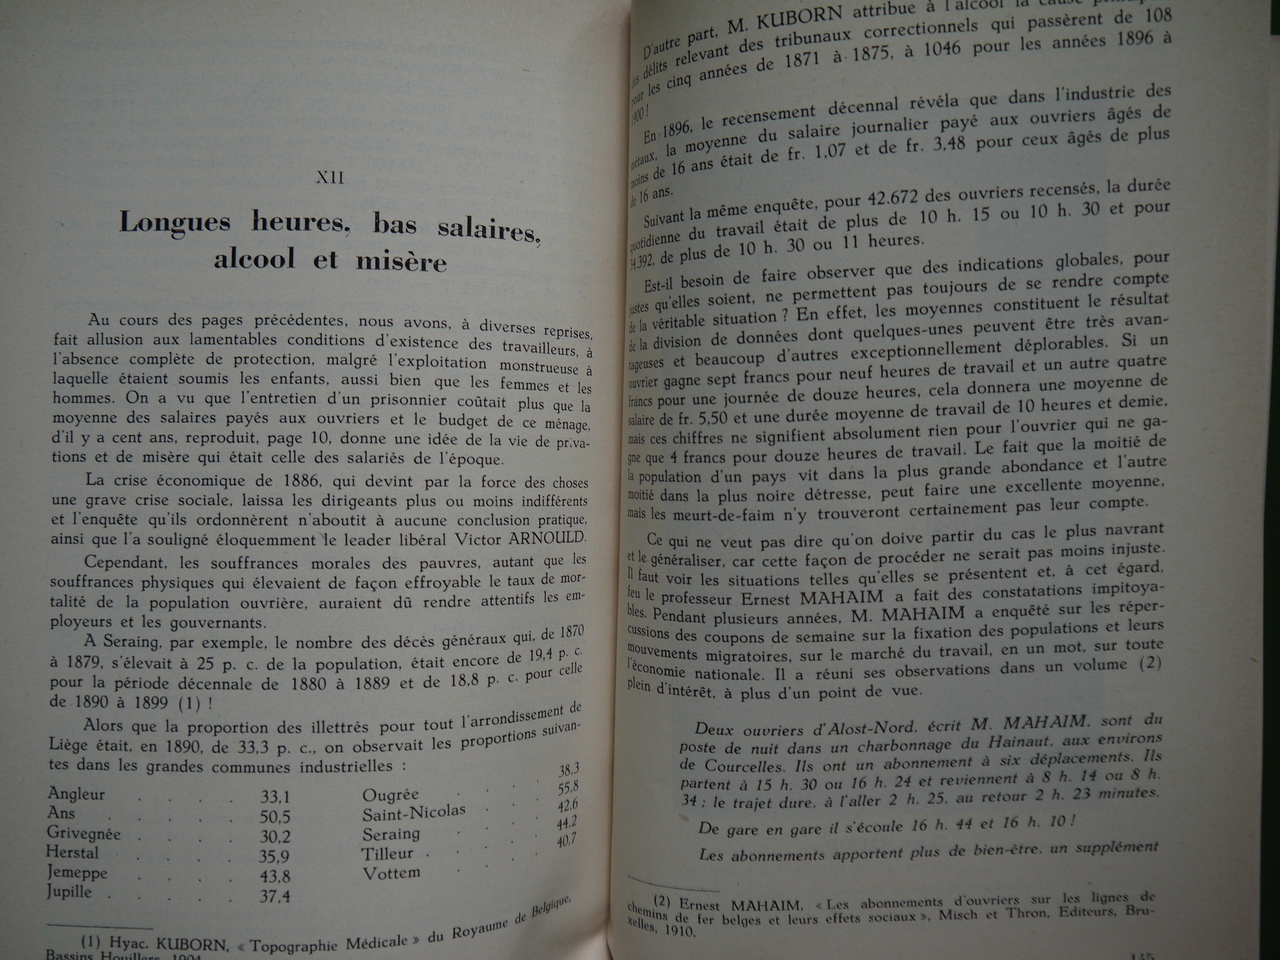 XII
Longues heures, bas salaires,
alcool et misère
Au cours des pages précédentes, nous avons, à diverses reprises,
fait allusion aux lamentables conditions d'existence des travailleurs, à
l'absence complète de protection, malgré l'exploitation monstrueuse à
laquelle étaient soumis les enfants, aussi bien que les femmes et les
hommes. On a vu que l'entretien d'un prisonnier coûtait plus que la
moyenne des salaires payés aux ouvriers et le budget de ce ménage,
d'il y a cent ans, reproduit, page 10, donne une idée de la vie de priva-
tions et de misère qui était celle des salariés de l'époque.
La crise économique de 1886, qui devint par la force des choses
une grave crise sociale, laissa les dirigeants plus ou moins indifférents
et l'enquête qu'ils ordonnèrent n'aboutit à aucune conclusion pratique,
ainsi que l'a souligné éloquemment le leader libéral Victor ARNOULD.
Cependant, les souffrances morales des pauvres, autant que les
souffrances physiques qui élevaient de façon effroyable le taux de mor-
talité de la population ouvrière, auraient dû rendre attentifs les em-
ployeurs et les gouvernants.
A Seraing, par exemple, le nombre des décès généraux qui, de 1870
à 1879, s'élevait à 25 p. c. de la population, était encore de 19,4 p. c.
pour la période décennale de 1880 à 1889 et de 18,8 p. c. pour celle
de 1890 à 1899 (1) !
Alors que la proportion des illettrés pour tout l'arrondissement de
Liège était, en 1890, de 33,3 p. c., on observait les proportions suivan-
tes dans les grandes communes industrielles :
Angleur . . . . 33,1
Ans . . . . 50,5
Grivegnée . . . . 30,2
Herstal . . . . 35,9
Jemeppe . . . . 43,8
Jupille . . . . 37,4
Ougrée . . . 38,3
Saint-Nicolas . . 55,8
Seraing . . . 42,6
Tilleur . . . . 44,2
Vottem . . . 40,7
(1) Hyac. KUBORN, « Topographie Médicale » du Royaume de Belgique,
Bassins Houillers, 1904
D'autre part, M. KUBORN attribue à l'alcool la cause
des délits relevant des tribunaux correctionnels qui passèrent de 108
pour les cinq années de 1871 à 1875, à 1046 pour les années 1896 à
1900 !
En 1896, le recensement décennal révéla que dans l'industrie des
métaux, la moyenne du salaire journalier payé aux ouvriers âgés de
moins de 16 ans était de fr. 1,07 et de fr. 3,48 pour ceux âgés de plus
de 16 ans.
Suivant la même enquête, pour 42.672 des ouvriers recensés, la durée
quotidienne du travail était de plus de 10 h. 15 ou 10 h. 30 et pour
de plus de 10 h. 30 ou 11 heures.
Est-il besoin de faire observer que des indications globales, pour
justes qu'elles soient, ne permettent pas toujours de se rendre compte
de la véritable situation ? En effet, les moyennes constituent le résultat
de la division de données dont quelques-unes peuvent être très avan-
tageuses et beaucoup d'autres exceptionnellement déplorables. Si un
ouvrier gagne sept francs pour neuf heures de travail et un autre quatre
francs pour une journée de douze heures, cela donnera une moyenne de
salaire de fr. 5,50 et une durée moyenne de travail de 10 heures et demie,
mais ces chiffres ne signifient absolument rien pour l'ouvrier qui ne ga-
gne que 4 francs pour douze heures de travail. Le fait que la moitié de
la population d'un pays vit dans la plus grande abondance et l'autre
moitié dans la plus noire détresse, peut faire une excellente moyenne,
mais les meurt-de-faim n'y trouveront certainement pas leur compte.
Ce qui ne veut pas dire qu'on doive partir du cas le plus navrant
et le généraliser, car cette façon de procéder ne serait pas moins injuste.
Il faut voir les situations telles qu'elles se présentent et, à cet égard,
feu le professeur Ernest MAHAIM a fait des constatations impitoya-
bles. Pendant plusieurs années, M. MAHAIM a enquêté sur les réper-
cussions des coupons de semaine sur la fixation des populations et leurs
mouvements migratoires, sur le marché du travail, en un mot, sur toute
l'économie nationale. Il a réuni ses observations dans un volume (2)
plein d'intérêt, à plus d'un point de vue.
Deux ouvriers d'Alost-Nord, écrit M. MAHAIM, sont du
poste de nuit dans un charbonnage du Hainaut, aux environs
de Courcelles. Ils ont un abonnement à six déplacements. Ils
partent à 15 h. 30 ou 16 h. 24 et reviennent à 8 h. 14 ou 8 h.
34 ; le trajet dure, à l'aller 2 h. 25, au retour 2 h. 23 minutes.
De gare en gare il s'écoule 16 h. 44 et 16 h. 10 !
Les abonnements apportent plus de bien-être, un supplément
(2) Ernest MAHAIM, « Les abonnements d'ouvriers sur les lignes de
chemins de fer belges et leurs effets sociaux », Misch et Thron, Editeurs, Bru-
xelles, 1910.